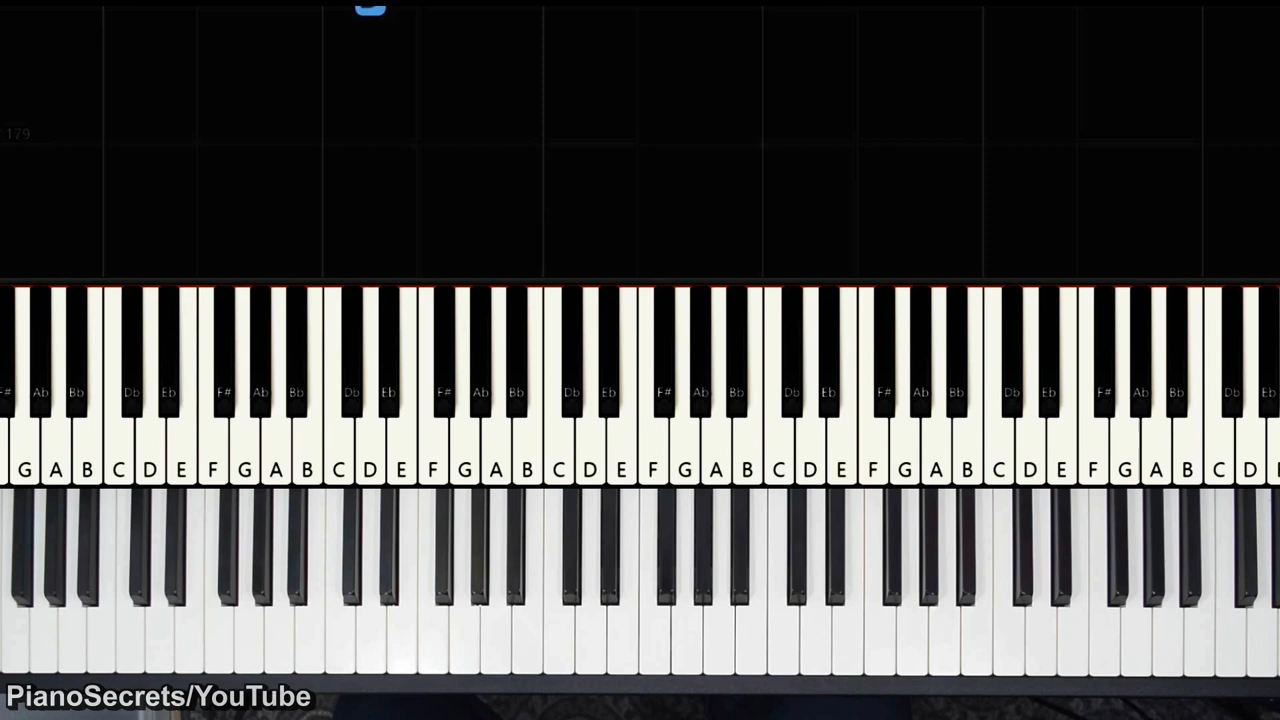 179
F# Ab Bb Db Eb F# Ab Bb Db Eb F# Ab Bb Db Eb F# Ab Bb Db Eb F# Ab Bb Db Eb F# Ab Bb Db Eb
G A B C D E F G A B C D E F G A B C D E F G A B C D E F G A B C D E F G A B C D
PianoSecrets/YouTube